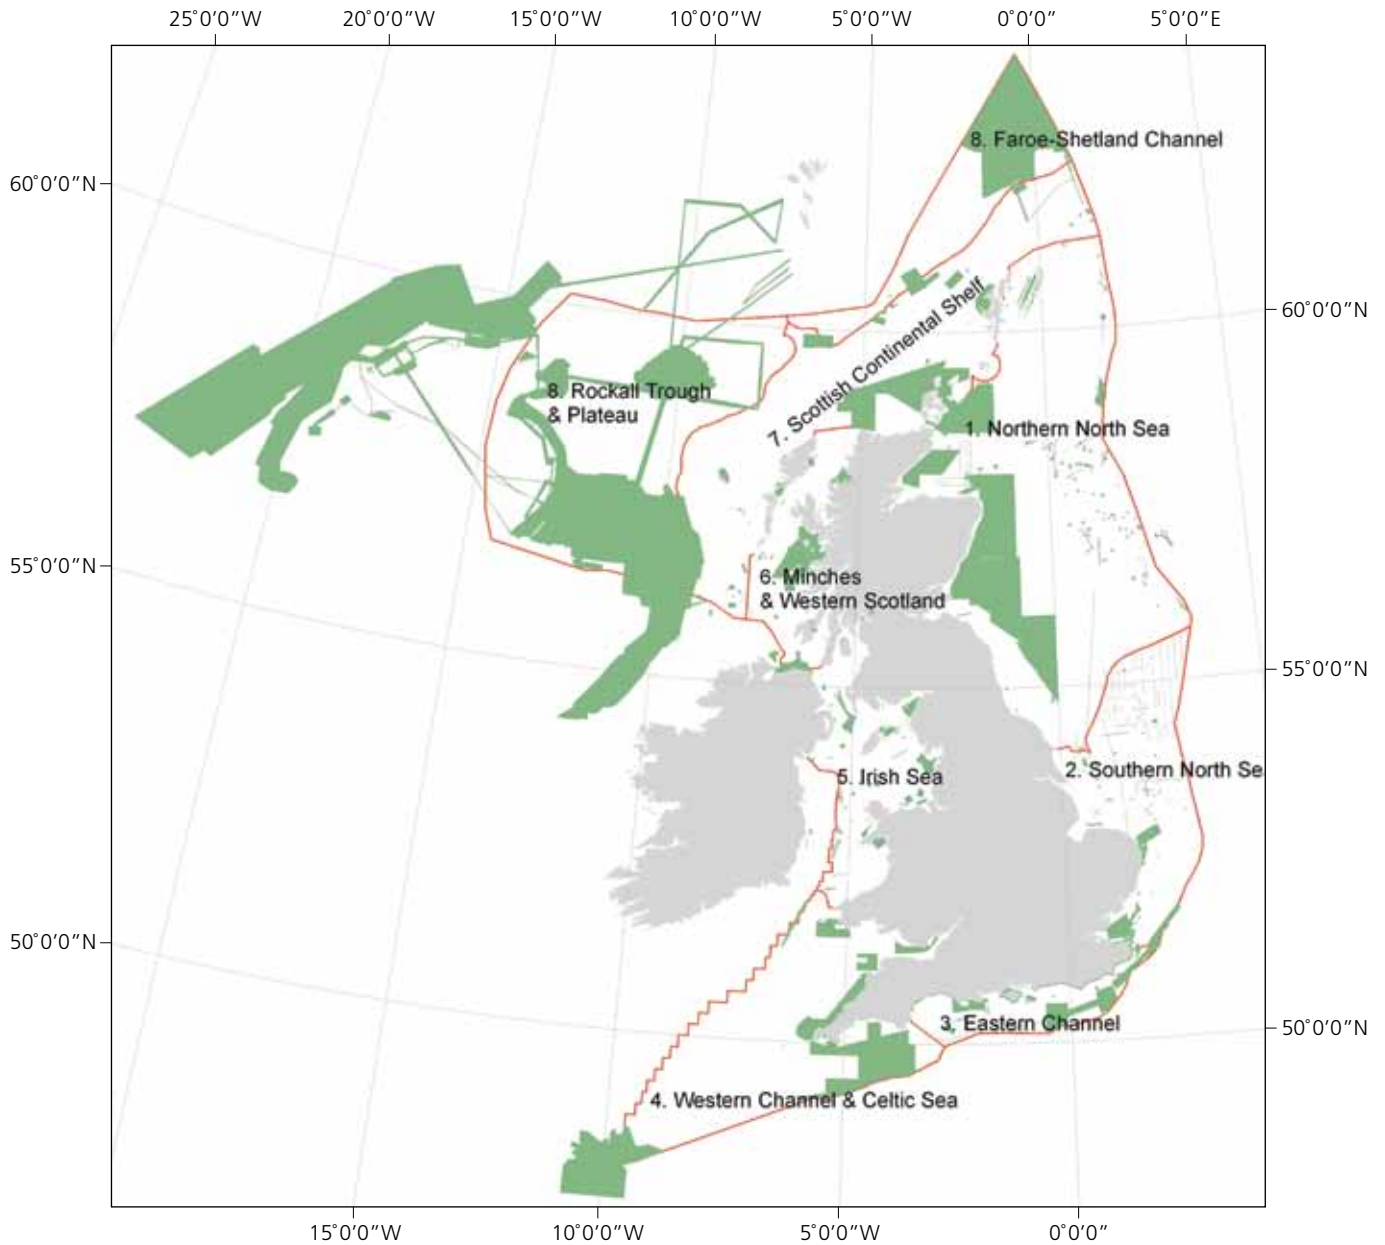 25˚0′0″W 20˚0′0″W 15˚0′0″W 10˚0′0″W 5˚0′0″W 0˚0′0″ 5˚0′0″E
8. Faroe-Shetland Channel
60˚0′0″N
60˚0′0″N
7. Scottish Continental Shelf
8. Rockall Trough
& Plateau
1. Northern North Sea
55˚0′0″N
6. Minches
& Western Scotland
55˚0′0″N
2. Southern North Se
5. Irish Sea
50˚0′0″N
3. Eastern Channel
50˚0′0″N
4. Western Channel & Celtic Sea
15˚0′0″W 10˚0′0″W 5˚0′0″W 0˚0′0″